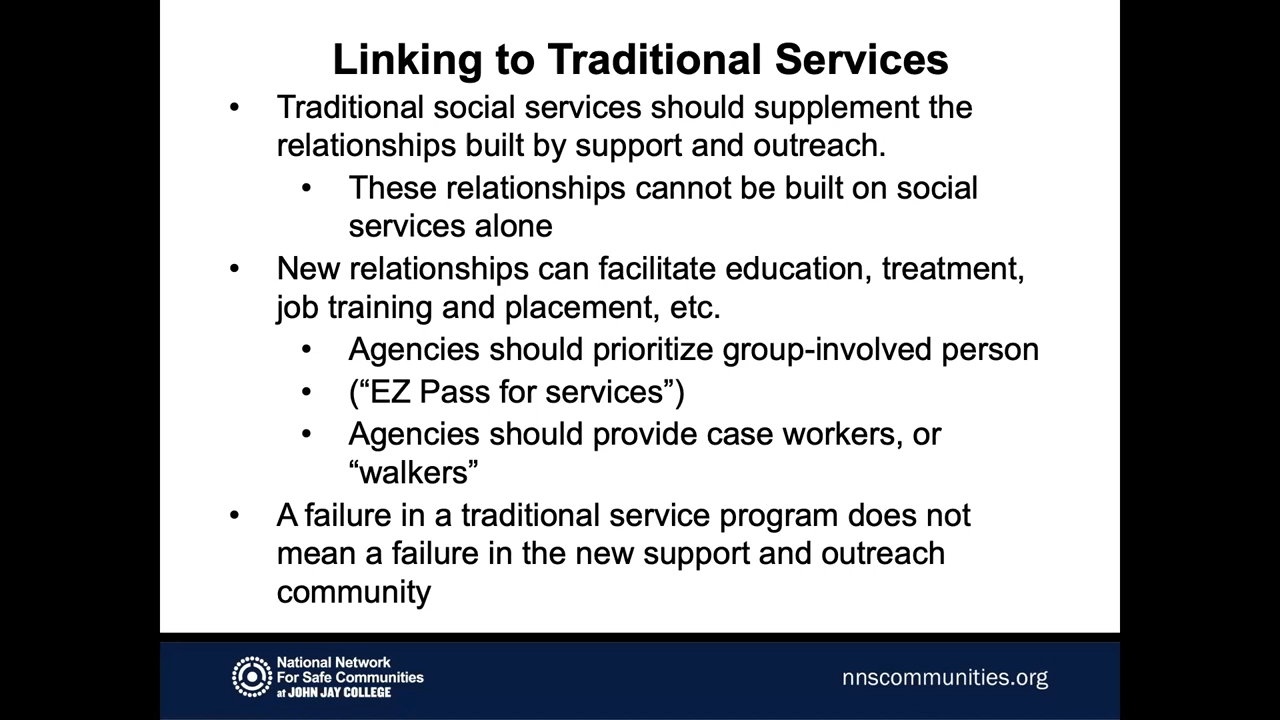 Linking to Traditional Services
• Traditional social services should supplement the
relationships built by support and outreach.
• These relationships cannot be built on social
services alone
• New relationships can facilitate education, treatment,
job training and placement, etc.
• Agencies should prioritize group-involved person
• (“EZ Pass for services”)
• Agencies should provide case workers, or
“walkers”
• A failure in a traditional service program does not
mean a failure in the new support and outreach
community
National Network
For Safe Communities
at JOHN JAY COLLEGE
nnscommunities.org